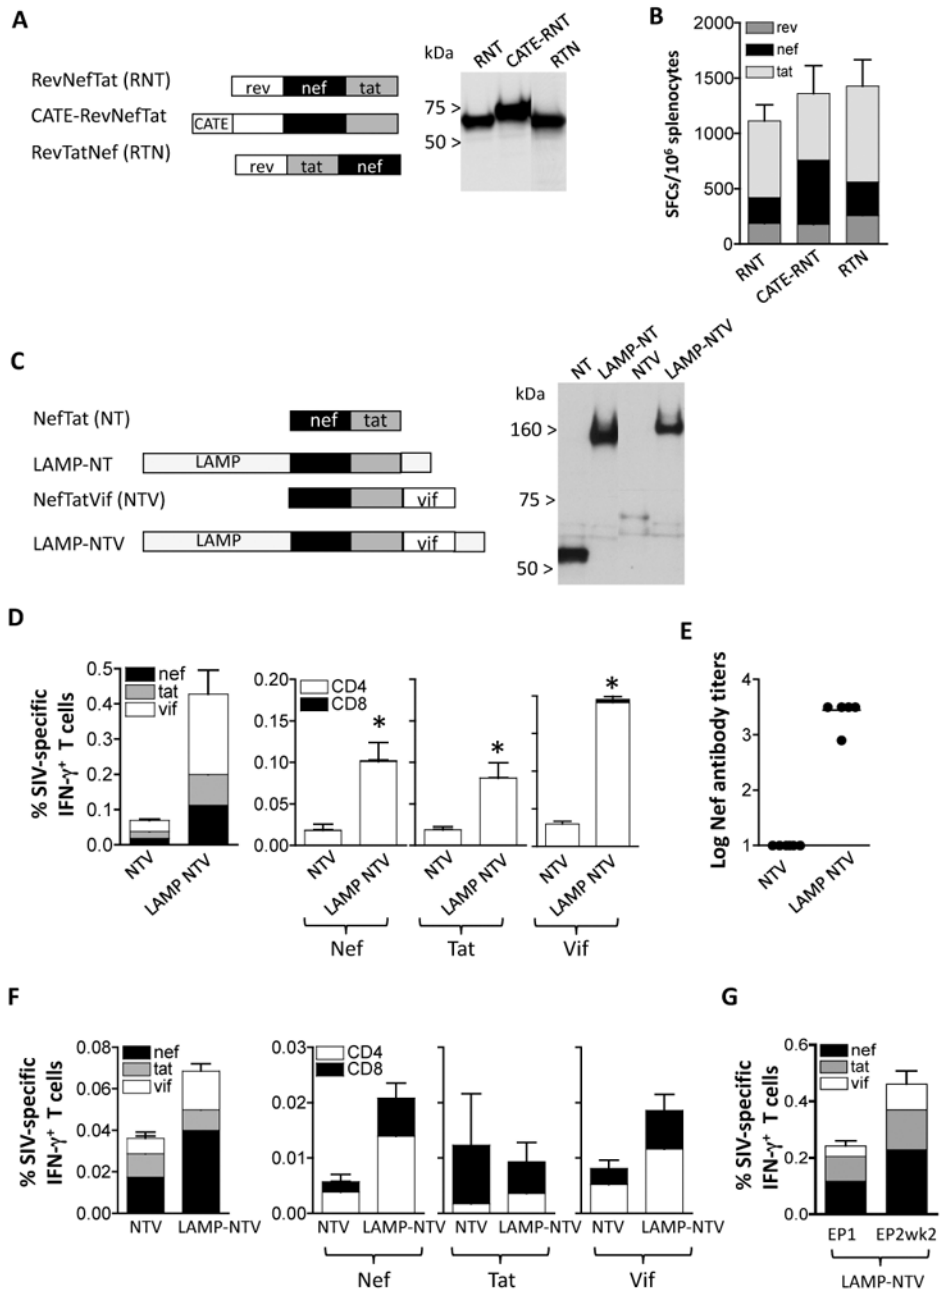 A
kDa
RNT
CATE-RNT
RTN
RevNefTat (RNT)
rev nef tat
CATE-RevNefTat
CATE
RevTatNef (RTN)
rev tat nef
75 >
50 >
B
SFCs/10⁶ splenocytes
2000
1500
1000
500
0
rev
nef
tat
RNT
CATE-RNT
RTN
C
kDa
NT
LAMP-NT
NTV
LAMP-NTV
NefTat (NT)
nef tat
LAMP-NT
LAMP
NefTatVif (NTV)
vif
LAMP-NTV
LAMP
vif
160 >
75 >
50 >
D
% SIV-specific
IFN-γ⁺ T cells
0.5
0.4
0.3
0.2
0.1
0.0
nef
tat
vif
NTV
LAMP NTV
0.20
0.15
0.10
0.05
0.00
CD4
CD8
*
*
*
NTV
LAMP NTV
NTV
LAMP NTV
NTV
LAMP NTV
Nef
Tat
Vif
E
Log Nef antibody titers
4
3
2
1
NTV
LAMP NTV
F
% SIV-specific
IFN-γ⁺ T cells
0.08
0.06
0.04
0.02
0.00
nef
tat
vif
NTV LAMP-NTV
0.03
0.02
0.01
0.00
CD4
CD8
NTV LAMP-NTV
NTV LAMP-NTV
NTV LAMP-NTV
Nef
Tat
Vif
G
% SIV-specific
IFN-γ⁺ T cells
0.6
0.4
0.2
0.0
nef
tat
vif
EP1 EP2wk2
LAMP-NTV